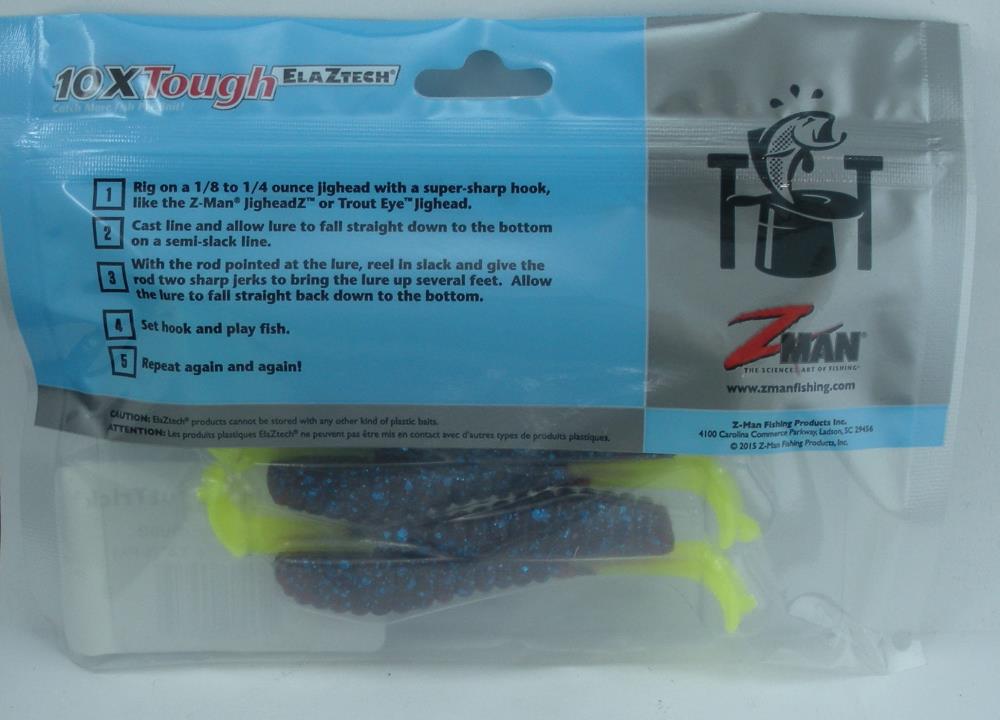 10XTough ELAZTECH®
Catch More Fish Per Bait!
1 Rig on a 1/8 to 1/4 ounce jighead with a super-sharp hook,
like the Z-Man® JigheadZ™ or Trout Eye™ Jighead.
2 Cast line and allow lure to fall straight down to the bottom
on a semi-slack line.
3 With the rod pointed at the lure, reel in slack and give the
rod two sharp jerks to bring the lure up several feet. Allow
the lure to fall straight back down to the bottom.
4 Set hook and play fish.
5 Repeat again and again!
CAUTION: ElaZtech® products cannot be stored with any other kind of plastic baits.
ATTENTION: Les produits plastiques ElaZtech® ne peuvent pas être mis en contact avec d'autres types de produits plastiques.
ZMAN®
THE SCIENCE & ART OF FISHING®
www.zmanfishing.com
Z-Man Fishing Products Inc.
4100 Carolina Commerce Parkway, Ladson, SC 29456
© 2015 Z-Man Fishing Products, Inc.